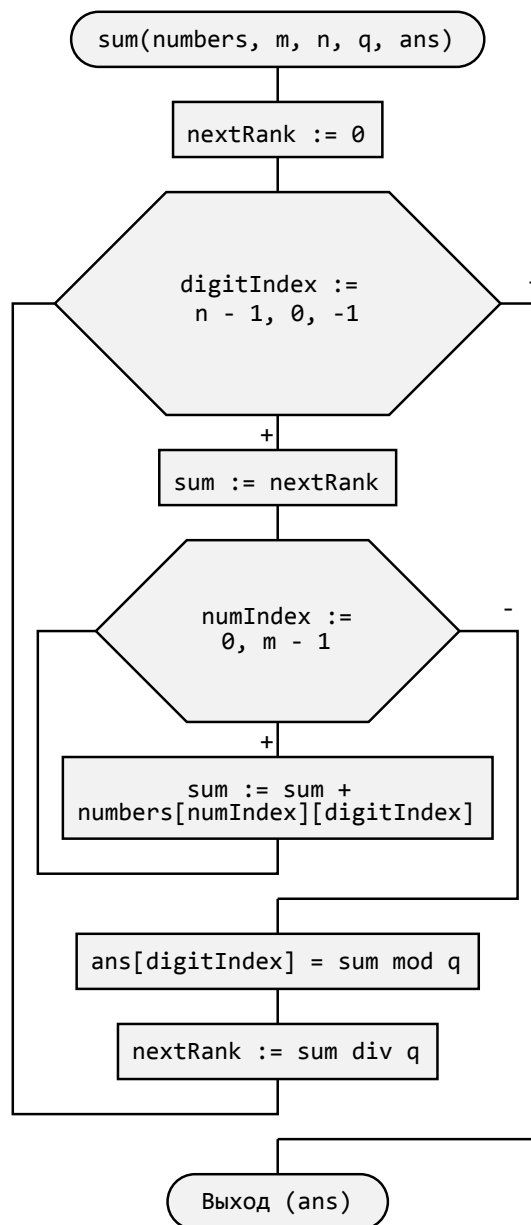 sum(numbers, m, n, q, ans)
nextRank := 0
digitIndex :=
n - 1, 0, -1
+
sum := nextRank
numIndex :=
0, m - 1
-
+
sum := sum +
numbers[numIndex][digitIndex]
ans[digitIndex] = sum mod q
nextRank := sum div q
Выход (ans)